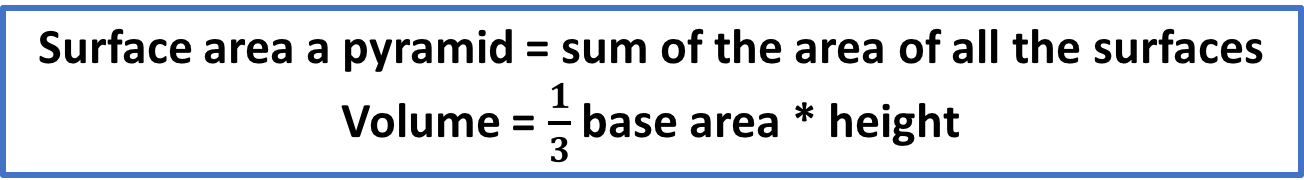 Surface area a pyramid = sum of the area of all the surfaces
Volume = 1/3 base area * height